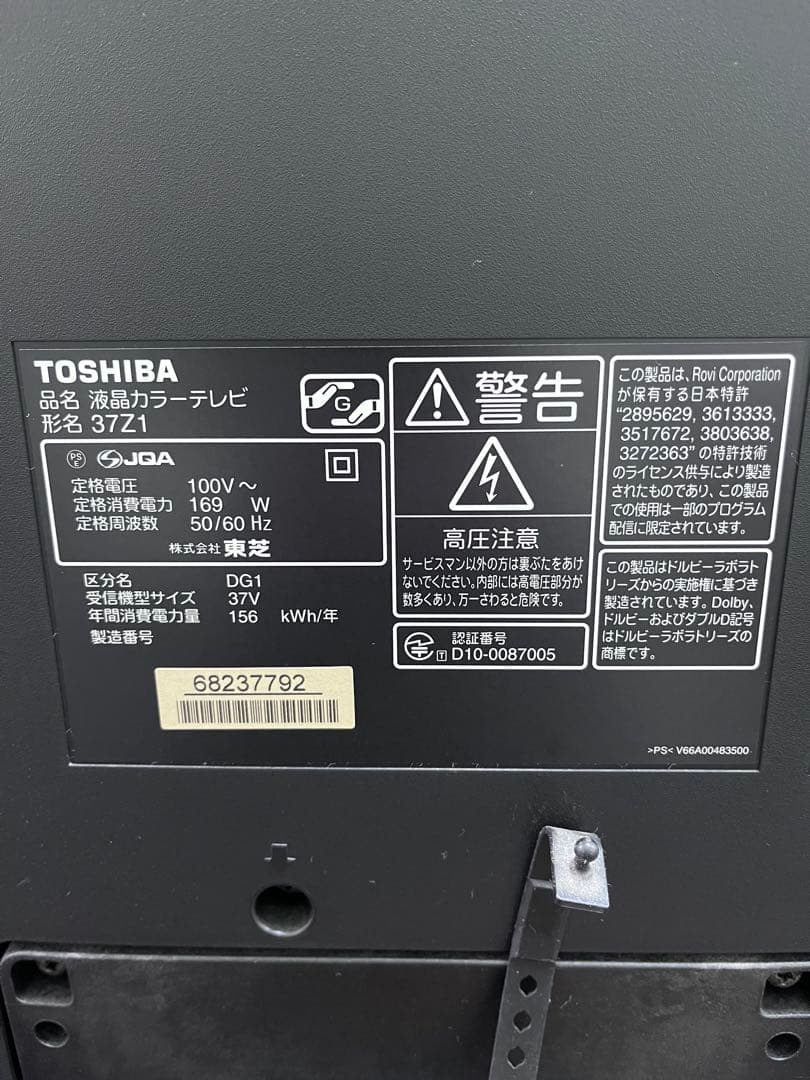 TOSHIBA
品名 液晶カラーテレビ
形名 37Z1
G
PS
E
JQA
定格電圧 100V～
定格消費電力 169 W
定格周波数 50/60 Hz
株式会社 東芝
区分名 DG1
受信機型サイズ 37V
年間消費電力量 156 kWh/年
製造番号
68237792
警告
高圧注意
サービスマン以外の方は裏ぶたをあけ
ないでください。内部には高電圧部分が
数多くあり、万一さわると危険です。
T
認証番号
D10-0087005
この製品は、Rovi Corporation
が保有する日本特許
“2895629, 3613333,
3517672, 3803638,
3272363” の特許技術
のライセンス供与により製造
されたものであり、この製品
での使用は一部のプログラム
配信に限定されています。
この製品はドルビーラボラト
リーズからの実施権に基づき
製造されています。Dolby、
ドルビーおよびダブルD記号
はドルビーラボラトリーズの
商標です。
>PS< V66A00483500